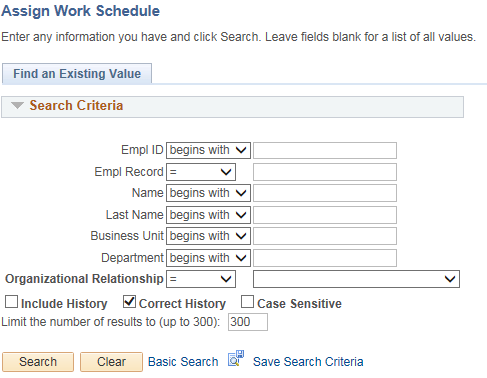 Assign Work Schedule
Enter any information you have and click Search. Leave fields blank for a list of all values.
Find an Existing Value
Search Criteria
Empl ID begins with
Empl Record =
Name begins with
Last Name begins with
Business Unit begins with
Department begins with
Organizational Relationship =
Include History Correct History Case Sensitive
Limit the number of results to (up to 300): 300
Search Clear Basic Search Save Search Criteria